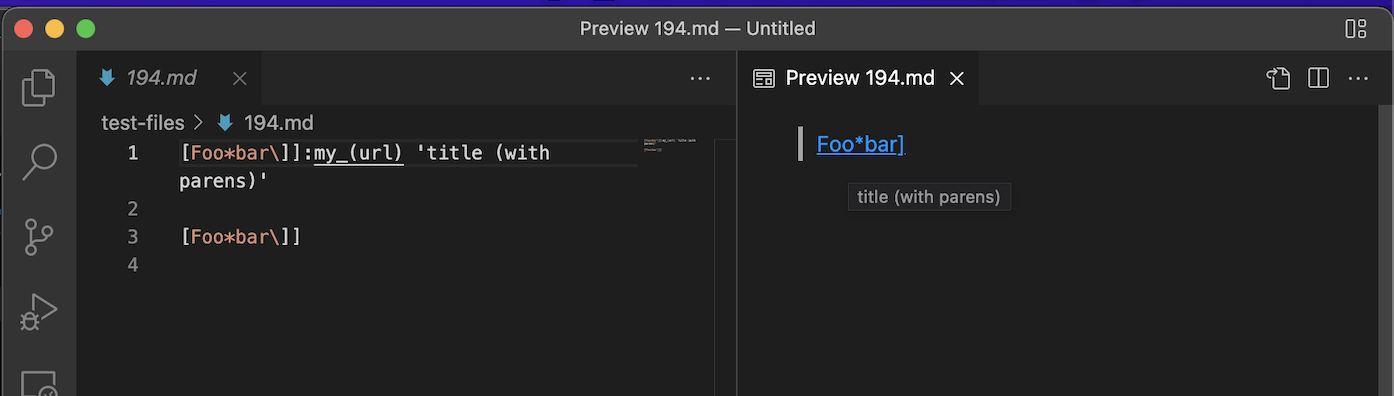 Preview 194.md — Untitled
194.md
Preview 194.md
test-files > 194.md
1 [Foo*bar\]]:my_(url) 'title (with
parens)'
2
3 [Foo*bar\]]
4
Foo*bar]
title (with parens)